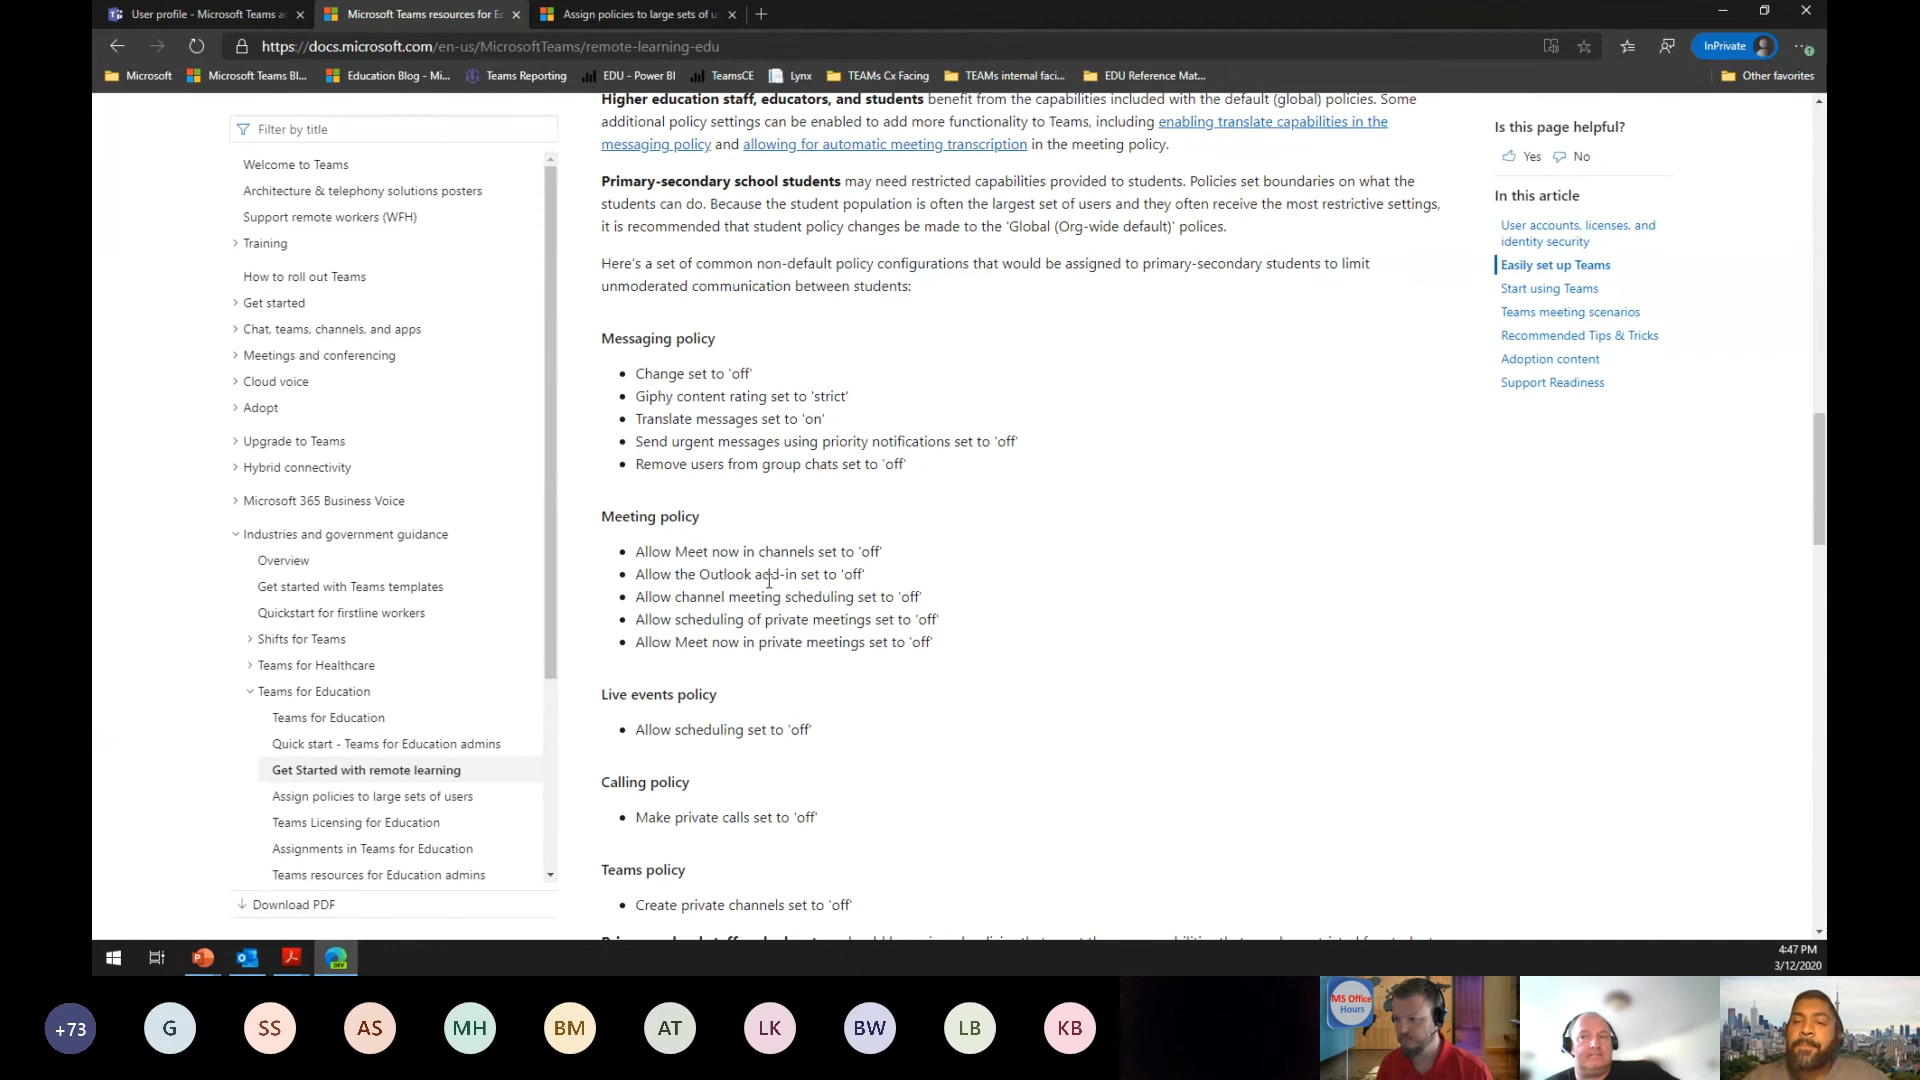 User profile - Microsoft Teams a
Microsoft Teams resources for E
Assign policies to large sets of u
https://docs.microsoft.com/en-us/MicrosoftTeams/remote-learning-edu
InPrivate
Microsoft
Microsoft Teams Bl...
Education Blog - Mi...
Teams Reporting
EDU - Power BI
TeamsCE
Lynx
TEAMs Cx Facing
TEAMs internal faci...
EDU Reference Mat...
Other favorites
Filter by title
Welcome to Teams
Architecture & telephony solutions posters
Support remote workers (WFH)
Training
How to roll out Teams
Get started
Chat, teams, channels, and apps
Meetings and conferencing
Cloud voice
Adopt
Upgrade to Teams
Hybrid connectivity
Microsoft 365 Business Voice
Industries and government guidance
Overview
Get started with Teams templates
Quickstart for firstline workers
Shifts for Teams
Teams for Healthcare
Teams for Education
Teams for Education
Quick start - Teams for Education admins
Get Started with remote learning
Assign policies to large sets of users
Teams Licensing for Education
Assignments in Teams for Education
Teams resources for Education admins
Download PDF
Higher education staff, educators, and students benefit from the capabilities included with the default (global) policies. Some
additional policy settings can be enabled to add more functionality to Teams, including enabling translate capabilities in the
messaging policy and allowing for automatic meeting transcription in the meeting policy.
Primary-secondary school students may need restricted capabilities provided to students. Policies set boundaries on what the
students can do. Because the student population is often the largest set of users and they often receive the most restrictive settings,
it is recommended that student policy changes be made to the 'Global (Org-wide default)' polices.
Here's a set of common non-default policy configurations that would be assigned to primary-secondary students to limit
unmoderated communication between students:
Messaging policy
• Change set to 'off'
• Giphy content rating set to 'strict'
• Translate messages set to 'on'
• Send urgent messages using priority notifications set to 'off'
• Remove users from group chats set to 'off'
Meeting policy
• Allow Meet now in channels set to 'off'
• Allow the Outlook add-in set to 'off'
• Allow channel meeting scheduling set to 'off'
• Allow scheduling of private meetings set to 'off'
• Allow Meet now in private meetings set to 'off'
Live events policy
• Allow scheduling set to 'off'
Calling policy
• Make private calls set to 'off'
Teams policy
• Create private channels set to 'off'
Is this page helpful?
Yes No
In this article
User accounts, licenses, and
identity security
Easily set up Teams
Start using Teams
Teams meeting scenarios
Recommended Tips & Tricks
Adoption content
Support Readiness
4:47 PM
3/12/2020
+73
G
SS
AS
MH
BM
AT
LK
BW
LB
KB
MS Office
Hours